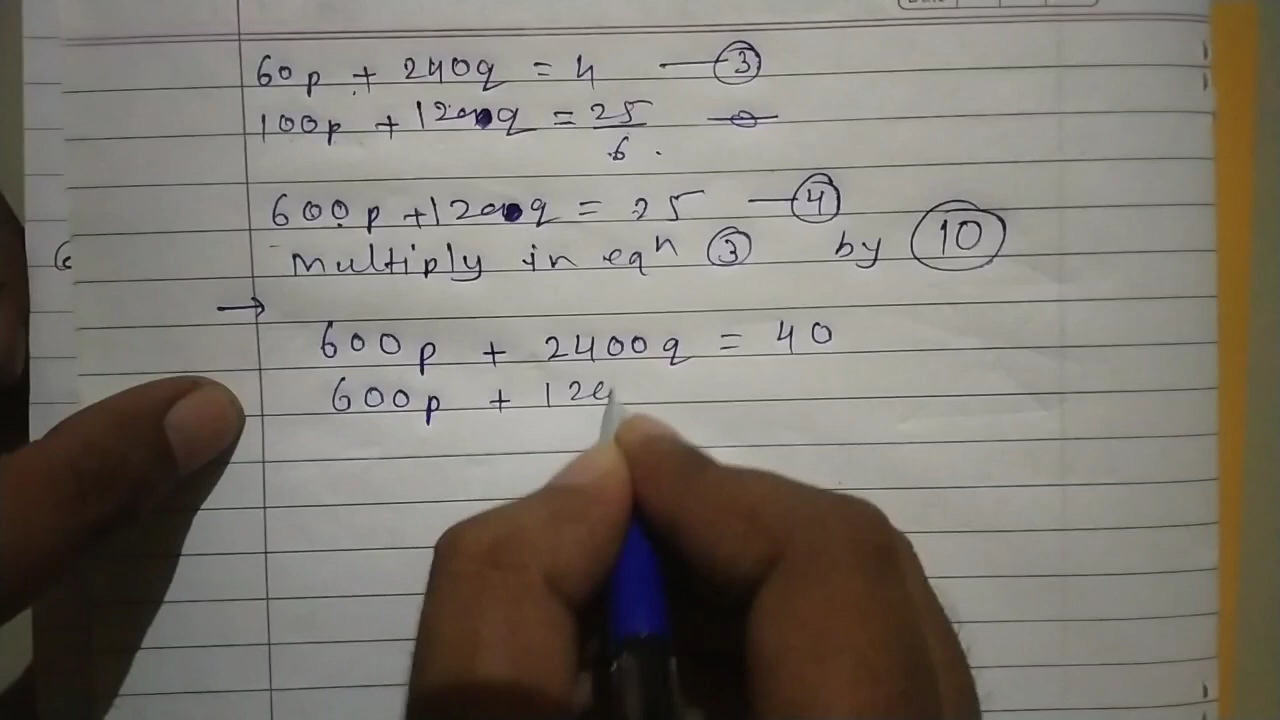 60p + 240q = 4 — ③
100p + 1200q = 25/6
600p + 1200q = 25 — ④
Multiply in eqⁿ ③ by 10
→
600p + 2400q = 40
600p + 120